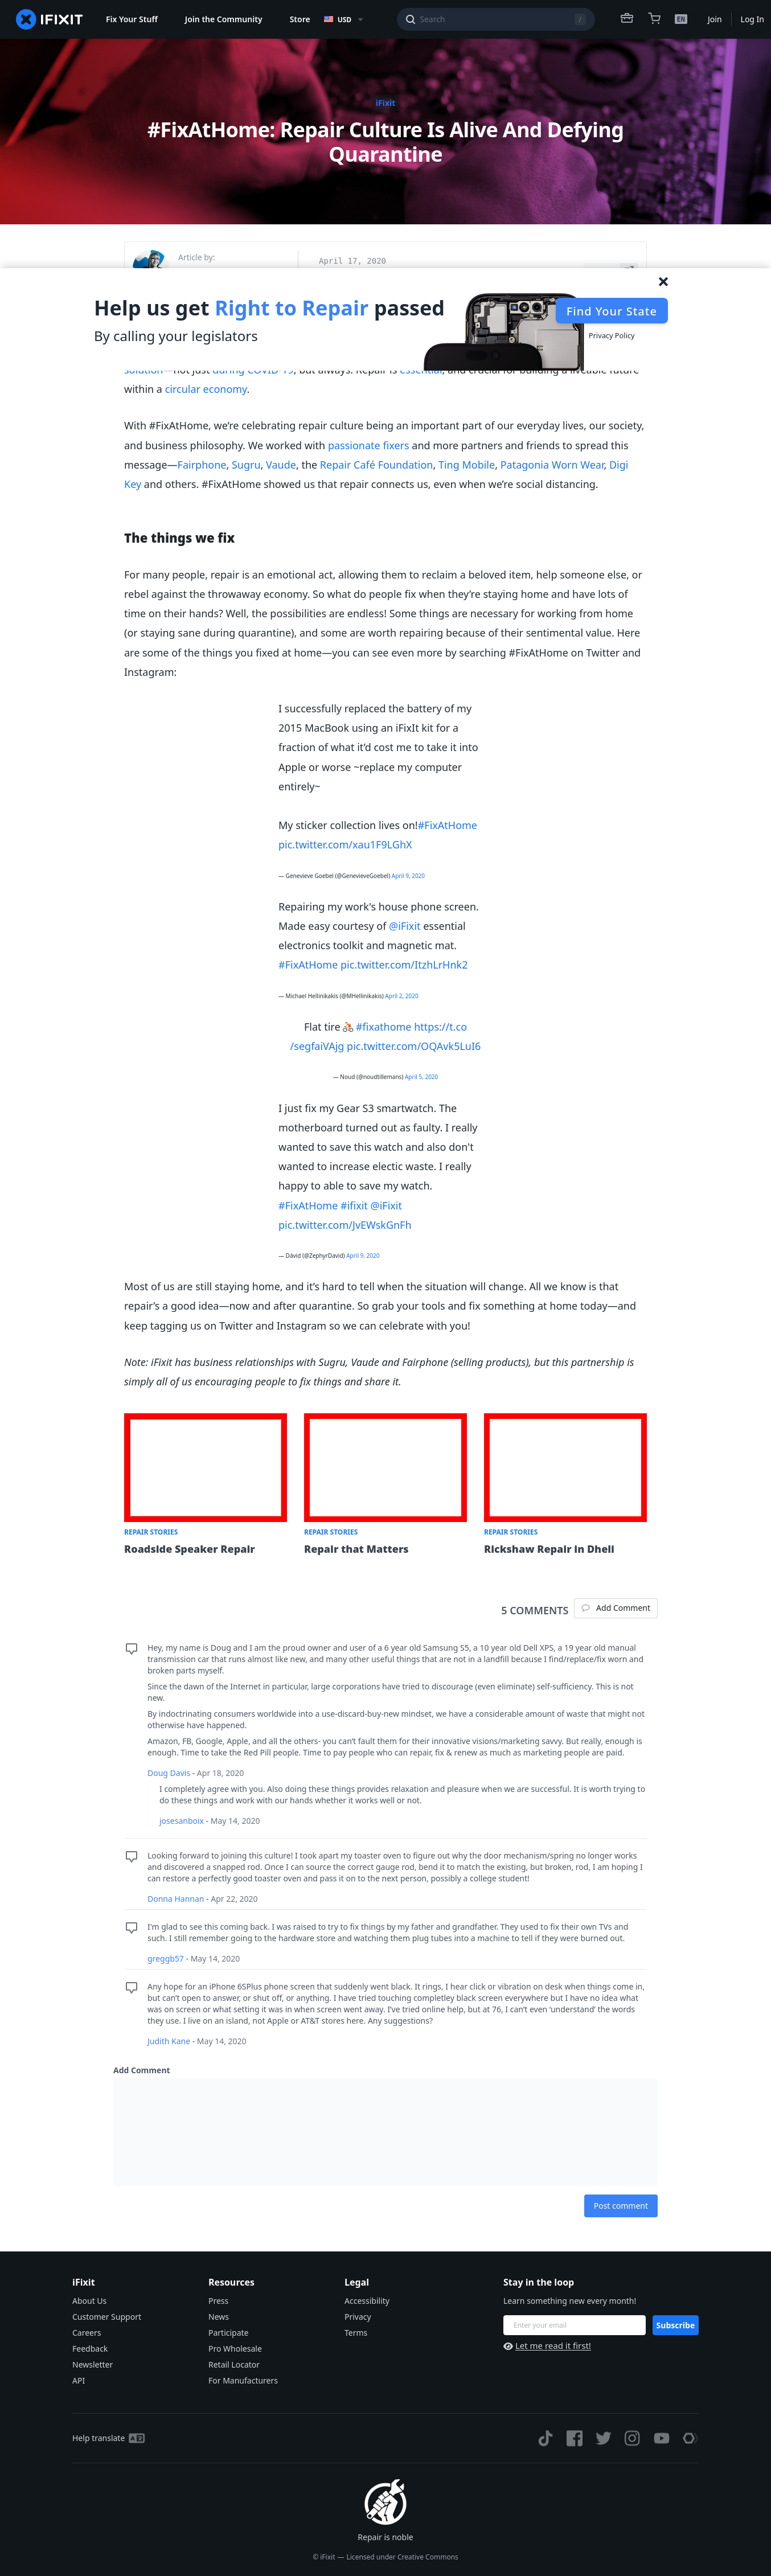 IFIXIT
Fix Your Stuff
Join the Community
Store
USD
Search
/
EN
Join
Log In
iFixit
#FixAtHome: Repair Culture Is Alive And Defying
Quarantine
Article by:
April 17, 2020
Help us get Right to Repair passed
By calling your legislators
Find Your State
Privacy Policy
solution—not just during COVID-19, but always. Repair is essential, and crucial for building a liveable future
within a circular economy.
With #FixAtHome, we’re celebrating repair culture being an important part of our everyday lives, our society,
and business philosophy. We worked with passionate fixers and more partners and friends to spread this
message—Fairphone, Sugru, Vaude, the Repair Café Foundation, Ting Mobile, Patagonia Worn Wear, Digi
Key and others. #FixAtHome showed us that repair connects us, even when we’re social distancing.
The things we fix
For many people, repair is an emotional act, allowing them to reclaim a beloved item, help someone else, or
rebel against the throwaway economy. So what do people fix when they’re staying home and have lots of
time on their hands? Well, the possibilities are endless! Some things are necessary for working from home
(or staying sane during quarantine), and some are worth repairing because of their sentimental value. Here
are some of the things you fixed at home—you can see even more by searching #FixAtHome on Twitter and
Instagram:
I successfully replaced the battery of my
2015 MacBook using an iFixIt kit for a
fraction of what it’d cost me to take it into
Apple or worse ~replace my computer
entirely~
My sticker collection lives on!#FixAtHome
pic.twitter.com/xau1F9LGhX
— Genevieve Goebel (@GenevieveGoebel) April 9, 2020
Repairing my work's house phone screen.
Made easy courtesy of @iFixit essential
electronics toolkit and magnetic mat.
#FixAtHome pic.twitter.com/ItzhLrHnk2
— Michael Hellinikakis (@MHellinikakis) April 2, 2020
Flat tire 🚴 #fixathome https://t.co
/segfaiVAjg pic.twitter.com/OQAvk5LuI6
— Noud (@noudtillemans) April 5, 2020
I just fix my Gear S3 smartwatch. The
motherboard turned out as faulty. I really
wanted to save this watch and also don't
wanted to increase electic waste. I really
happy to able to save my watch.
#FixAtHome #ifixit @iFixit
pic.twitter.com/JvEWskGnFh
— Dávid (@ZephyrDavid) April 9, 2020
Most of us are still staying home, and it’s hard to tell when the situation will change. All we know is that
repair’s a good idea—now and after quarantine. So grab your tools and fix something at home today—and
keep tagging us on Twitter and Instagram so we can celebrate with you!
Note: iFixit has business relationships with Sugru, Vaude and Fairphone (selling products), but this partnership is
simply all of us encouraging people to fix things and share it.
REPAIR STORIES
Roadside Speaker Repair
REPAIR STORIES
Repair that Matters
REPAIR STORIES
Rickshaw Repair in Dheli
5 COMMENTS
Add Comment
Hey, my name is Doug and I am the proud owner and user of a 6 year old Samsung S5, a 10 year old Dell XPS, a 19 year old manual
transmission car that runs almost like new, and many other useful things that are not in a landfill because I find/replace/fix worn and
broken parts myself.
Since the dawn of the Internet in particular, large corporations have tried to discourage (even eliminate) self-sufficiency. This is not
new.
By indoctrinating consumers worldwide into a use-discard-buy-new mindset, we have a considerable amount of waste that might not
otherwise have happened.
Amazon, FB, Google, Apple, and all the others- you can’t fault them for their innovative visions/marketing savvy. But really, enough is
enough. Time to take the Red Pill people. Time to pay people who can repair, fix & renew as much as marketing people are paid.
Doug Davis - Apr 18, 2020
I completely agree with you. Also doing these things provides relaxation and pleasure when we are successful. It is worth trying to
do these things and work with our hands whether it works well or not.
josesanboix - May 14, 2020
Looking forward to joining this culture! I took apart my toaster oven to figure out why the door mechanism/spring no longer works
and discovered a snapped rod. Once I can source the correct gauge rod, bend it to match the existing, but broken, rod, I am hoping I
can restore a perfectly good toaster oven and pass it on to the next person, possibly a college student!
Donna Hannan - Apr 22, 2020
I’m glad to see this coming back. I was raised to try to fix things by my father and grandfather. They used to fix their own TVs and
such. I still remember going to the hardware store and watching them plug tubes into a machine to tell if they were burned out.
greggb57 - May 14, 2020
Any hope for an iPhone 6SPlus phone screen that suddenly went black. It rings, I hear click or vibration on desk when things come in,
but can’t open to answer, or shut off, or anything. I have tried touching completley black screen everywhere but I have no idea what
was on screen or what setting it was in when screen went away. I’ve tried online help, but at 76, I can’t even ‘understand’ the words
they use. I live on an island, not Apple or AT&T stores here. Any suggestions?
Judith Kane - May 14, 2020
Add Comment
Post comment
iFixit
About Us
Customer Support
Careers
Feedback
Newsletter
API
Resources
Press
News
Participate
Pro Wholesale
Retail Locator
For Manufacturers
Legal
Accessibility
Privacy
Terms
Stay in the loop
Learn something new every month!
Enter your email
Subscribe
Let me read it first!
Help translate
Repair is noble
© iFixit — Licensed under Creative Commons